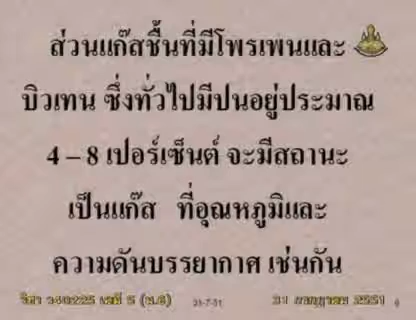 ส่วนแก๊สชื้นที่มีโพรเพนและ
บิวเทน ซึ่งทั่วไปมีปนอยู่ประมาณ
4 – 8 เปอร์เซ็นต์ จะมีสถานะ
เป็นแก๊ส ที่อุณหภูมิและ
ความดันบรรยากาศ เช่นกัน
31 กรกฎาคม 2551